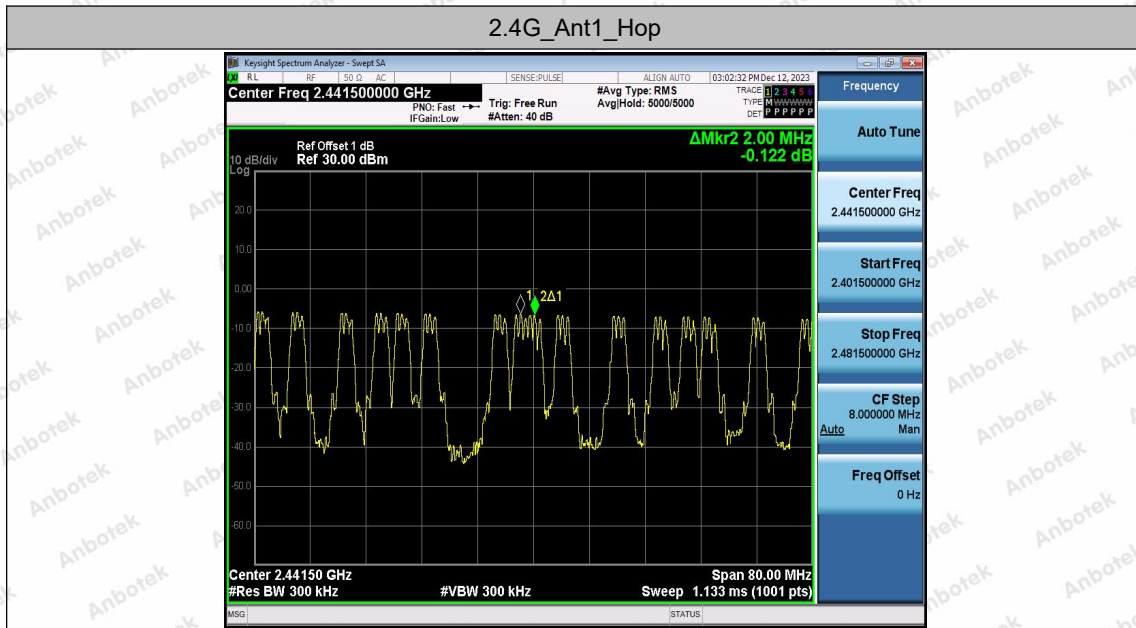 2.4G_Ant1_Hop
Keysight Spectrum Analyzer - Swept SA
LXI RL RF 50 Ω AC SENSE:PULSE ALIGN AUTO 03:02:32 PM Dec 12, 2023
Center Freq 2.441500000 GHz
PNO: Fast
IFGain:Low
Trig: Free Run
#Atten: 40 dB
#Avg Type: RMS
Avg|Hold: 5000/5000
TRACE 1 2 3 4 5 6
TYPE M W W W W W
DET P P P P P P
ΔMkr2 2.00 MHz
-0.122 dB
Ref Offset 1 dB
10 dB/div Ref 30.00 dBm
Log
20.0
10.0
0.00
-10.0
-20.0
-30.0
-40.0
-50.0
-60.0
1 2Δ1
Center 2.44150 GHz
Span 80.00 MHz
#Res BW 300 kHz
#VBW 300 kHz
Sweep 1.133 ms (1001 pts)
MSG
STATUS
Frequency
Auto Tune
Center Freq
2.441500000 GHz
Start Freq
2.401500000 GHz
Stop Freq
2.481500000 GHz
CF Step
8.000000 MHz
Auto Man
Freq Offset
0 Hz
Anbotek